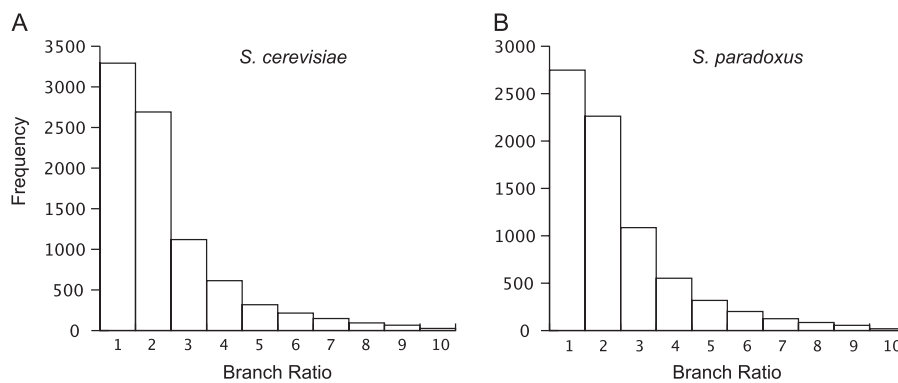 A
S. cerevisiae
3500
3000
2500
2000
1500
1000
500
0
Frequency
1 2 3 4 5 6 7 8 9 10
Branch Ratio
B
S. paradoxus
3000
2500
2000
1500
1000
500
0
1 2 3 4 5 6 7 8 9 10
Branch Ratio